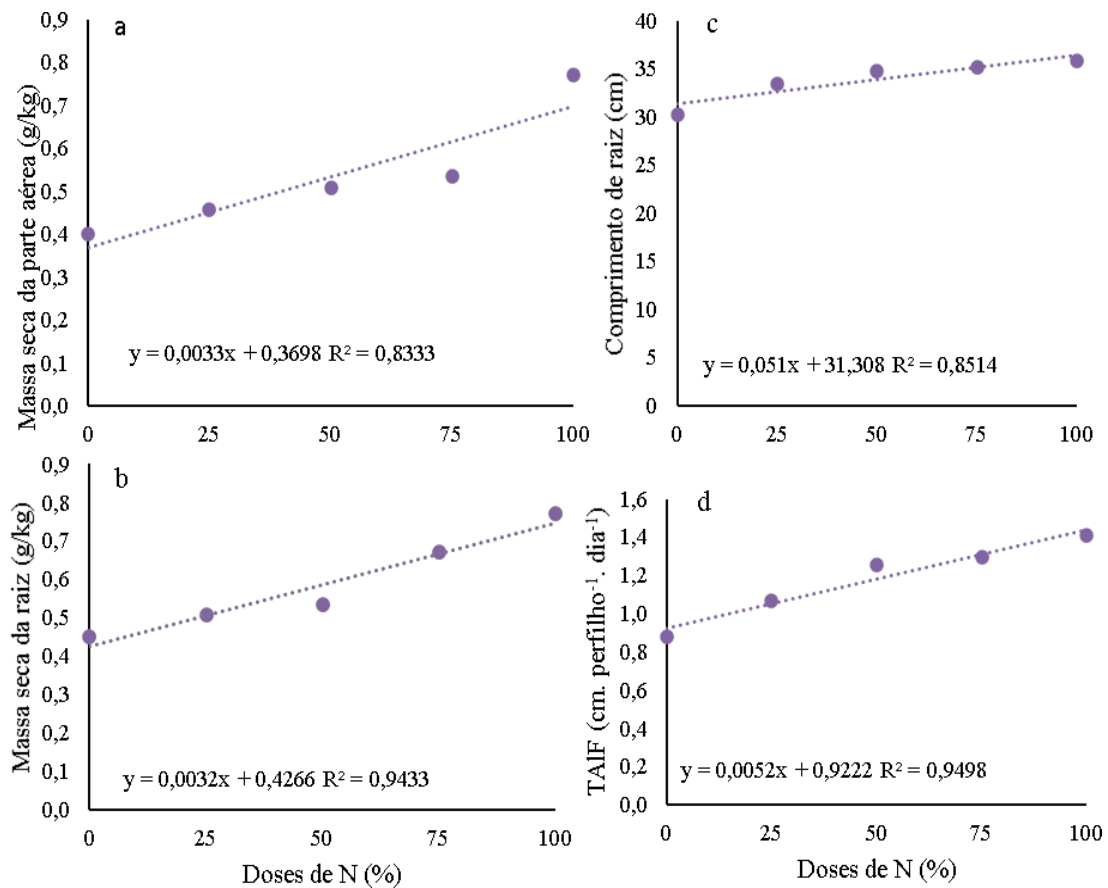 a
Massa seca da parte aérea (g/kg)
0,9
0,8
0,7
0,6
0,5
0,4
0,3
0,2
0,1
0,0
y = 0,0033x + 0,3698 R² = 0,8333
0 25 50 75 100
c
Comprimento de raiz (cm)
40
35
30
25
20
15
10
5
0
y = 0,051x + 31,308 R² = 0,8514
0 25 50 75 100
b
Massa seca da raiz (g/kg)
0,9
0,8
0,7
0,6
0,5
0,4
0,3
0,2
0,1
0,0
y = 0,0032x + 0,4266 R² = 0,9433
0 25 50 75 100
Doses de N (%)
d
TAlF (cm. perfilho⁻¹. dia⁻¹)
1,6
1,4
1,2
1,0
0,8
0,6
0,4
0,2
0,0
y = 0,0052x + 0,9222 R² = 0,9498
0 25 50 75 100
Doses de N (%)